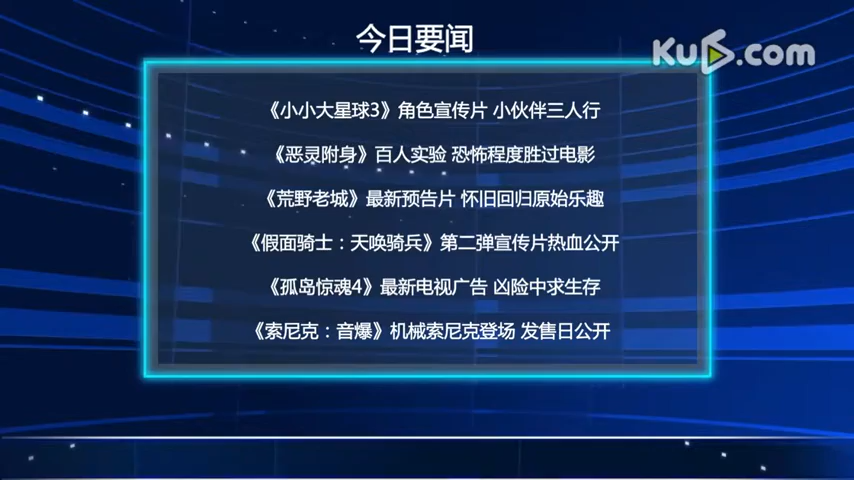 今日要闻
Ku6.com
《小小大星球3》角色宣传片 小伙伴三人行
《恶灵附身》百人实验 恐怖程度胜过电影
《荒野老城》最新预告片 怀旧回归原始乐趣
《假面骑士：天唤骑兵》第二弹宣传片热血公开
《孤岛惊魂4》最新电视广告 凶险中求生存
《索尼克：音爆》机械索尼克登场 发售日公开